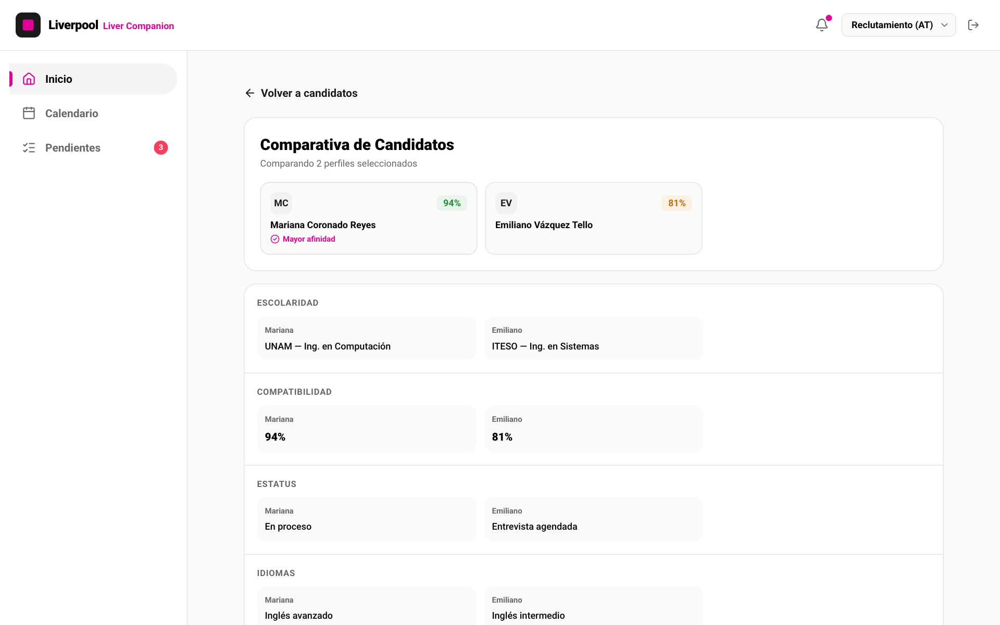 Liverpool Liver Companion
Reclutamiento (AT)
Inicio
Calendario
Pendientes 3
Volver a candidatos
Comparativa de Candidatos
Comparando 2 perfiles seleccionados
MC 94%
Mariana Coronado Reyes
Mayor afinidad
EV 81%
Emiliano Vázquez Tello
ESCOLARIDAD
Mariana
UNAM — Ing. en Computación
Emiliano
ITESO — Ing. en Sistemas
COMPATIBILIDAD
Mariana
94%
Emiliano
81%
ESTATUS
Mariana
En proceso
Emiliano
Entrevista agendada
IDIOMAS
Mariana
Inglés avanzado
Emiliano
Inglés intermedio